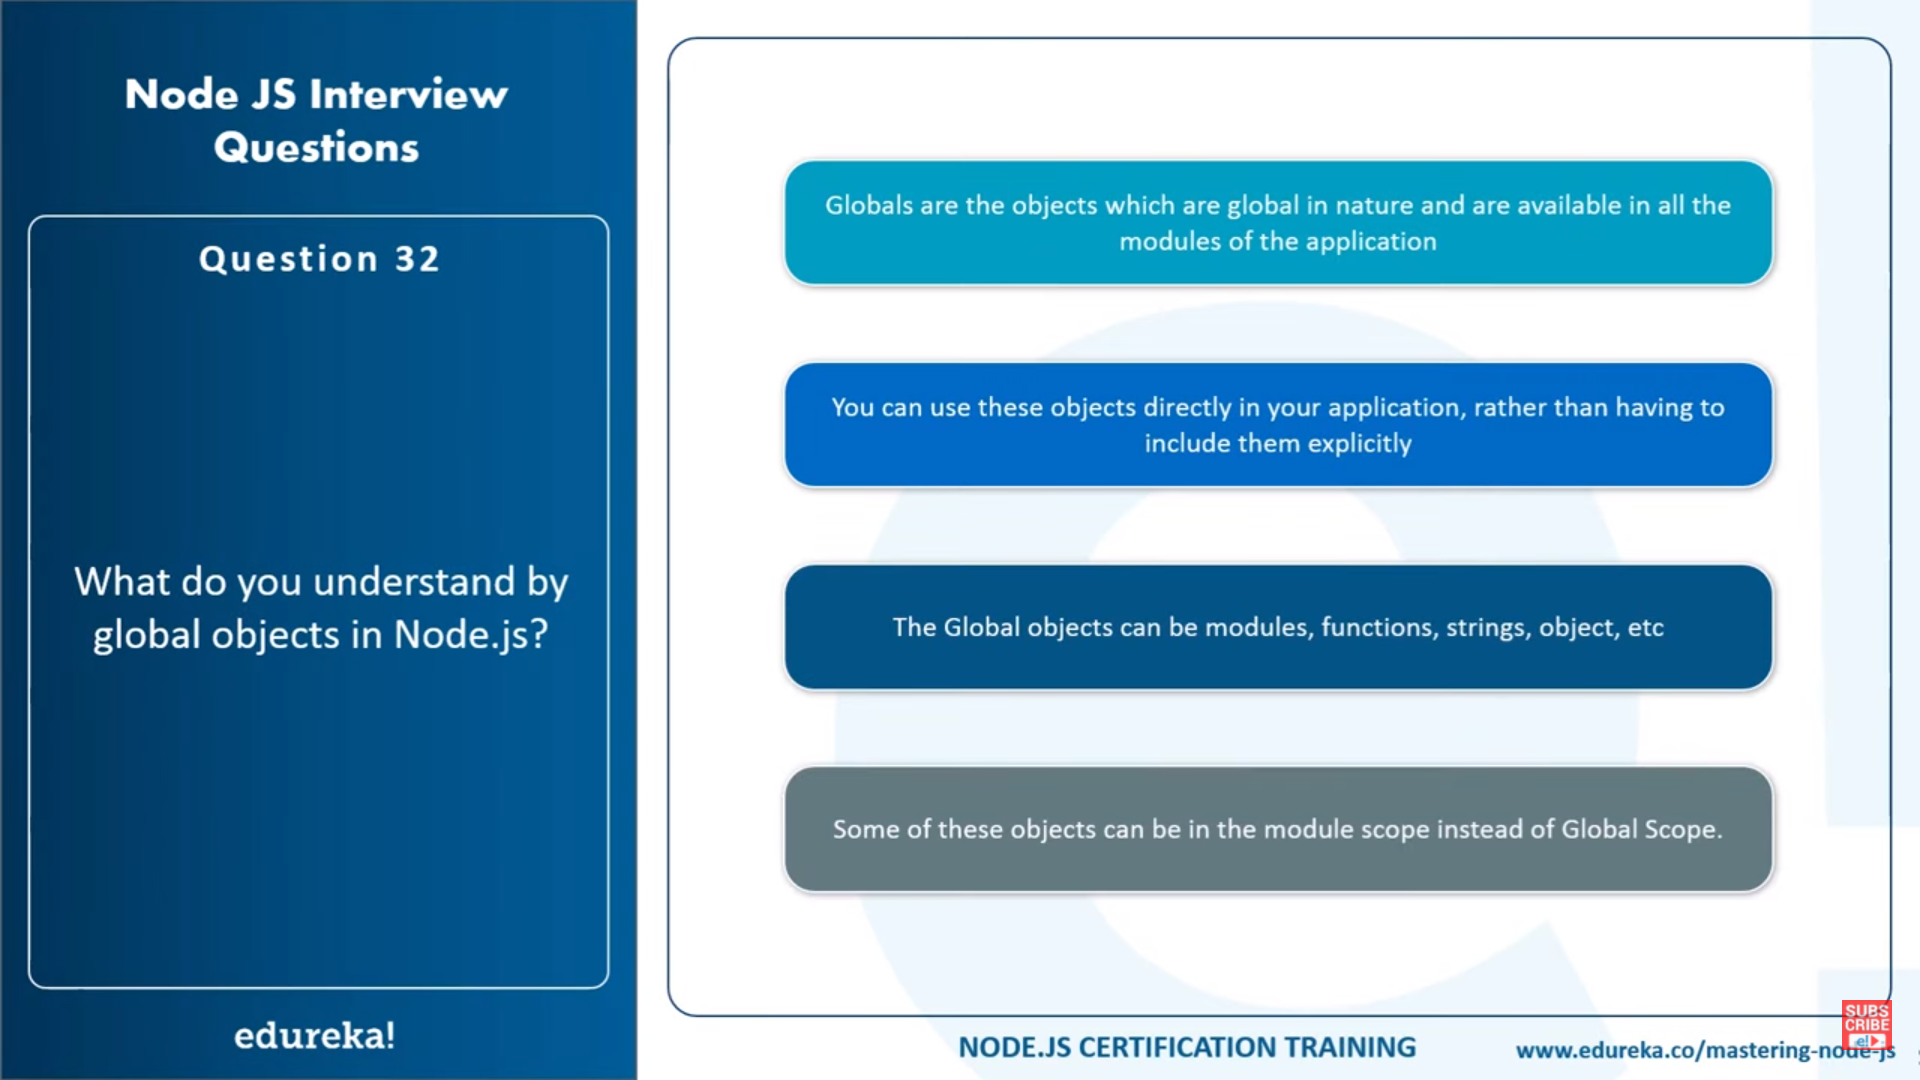 Node JS Interview
Questions
Question 32
What do you understand by
global objects in Node.js?
edureka!
Globals are the objects which are global in nature and are available in all the
modules of the application
You can use these objects directly in your application, rather than having to
include them explicitly
The Global objects can be modules, functions, strings, object, etc
Some of these objects can be in the module scope instead of Global Scope.
NODE.JS CERTIFICATION TRAINING
www.edureka.co/mastering-node-js
SUBS
CRIBE
e!